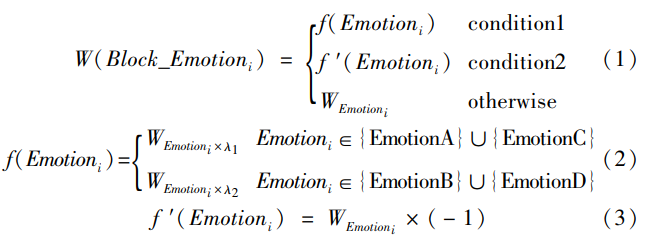 f(Emotion_i) condition1
W(Block_Emotion_i) = { f'(Emotion_i) condition2 (1)
W_{Emotion_i} otherwise
W_{Emotion_i×λ_1} Emotion_i∈{EmotionA}∪{EmotionC}
f(Emotion_i)={ (2)
W_{Emotion_i×λ_2} Emotion_i∈{EmotionB}∪{EmotionD}
f'(Emotion_i) = W_{Emotion_i} × (-1) (3)